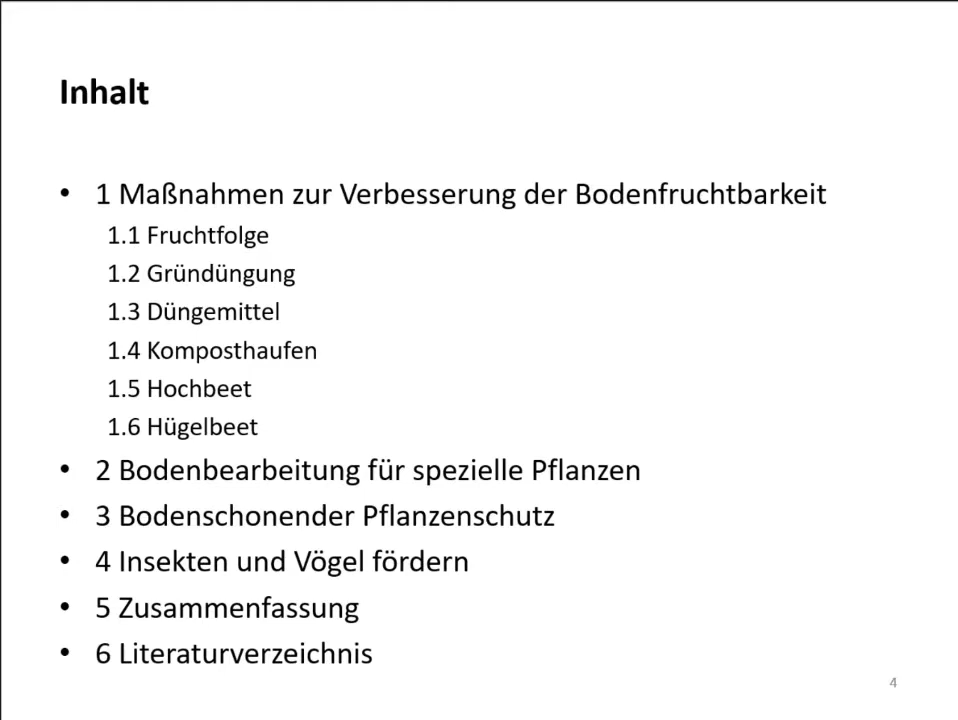 Inhalt
• 1 Maßnahmen zur Verbesserung der Bodenfruchtbarkeit
1.1 Fruchtfolge
1.2 Gründüngung
1.3 Düngemittel
1.4 Komposthaufen
1.5 Hochbeet
1.6 Hügelbeet
• 2 Bodenbearbeitung für spezielle Pflanzen
• 3 Bodenschonender Pflanzenschutz
• 4 Insekten und Vögel fördern
• 5 Zusammenfassung
• 6 Literaturverzeichnis
4